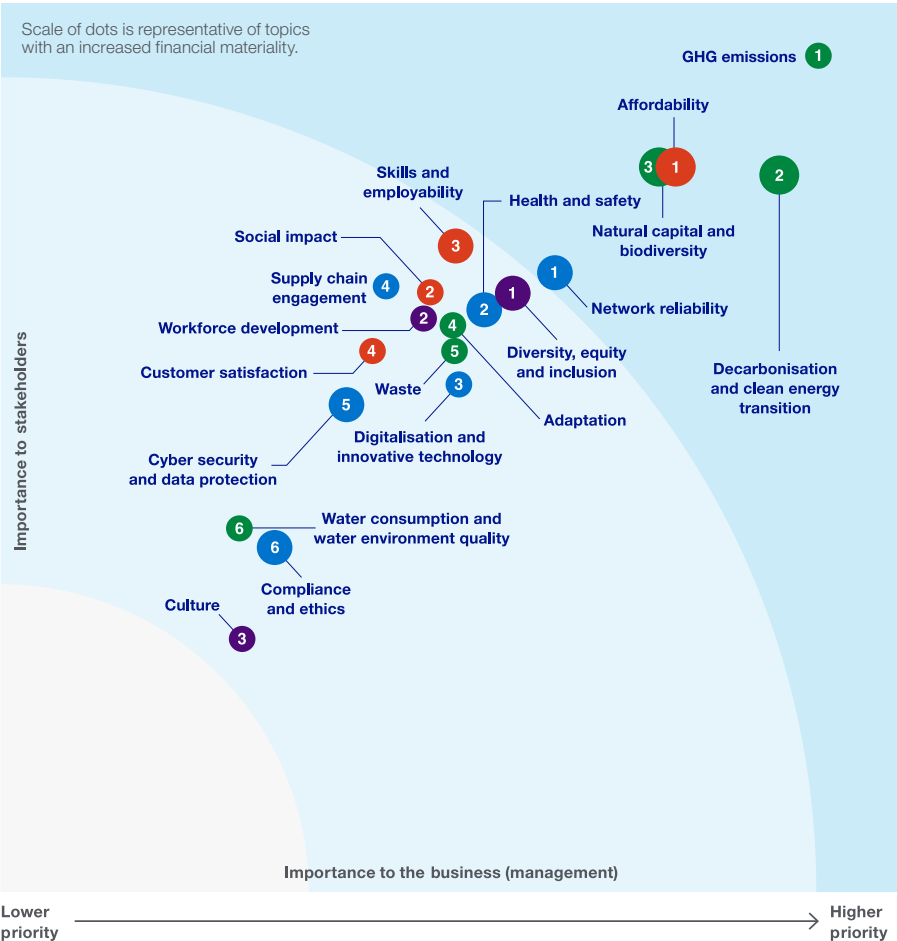 Scale of dots is representative of topics
with an increased financial materiality.
GHG emissions 1
Affordability
3 1
2
Skills and
employability
3
Health and safety
Natural capital and
biodiversity
Social impact
2
Supply chain
engagement
4
1
Network reliability
2
1
Workforce development
2
4
Diversity, equity
and inclusion
Customer satisfaction
4
5
Waste
3
Decarbonisation
and clean energy
transition
5
Adaptation
Digitalisation and
innovative technology
Cyber security
and data protection
6
Water consumption and
water environment quality
6
Compliance
and ethics
Culture
3
Importance to stakeholders
Importance to the business (management)
Lower
priority
Higher
priority